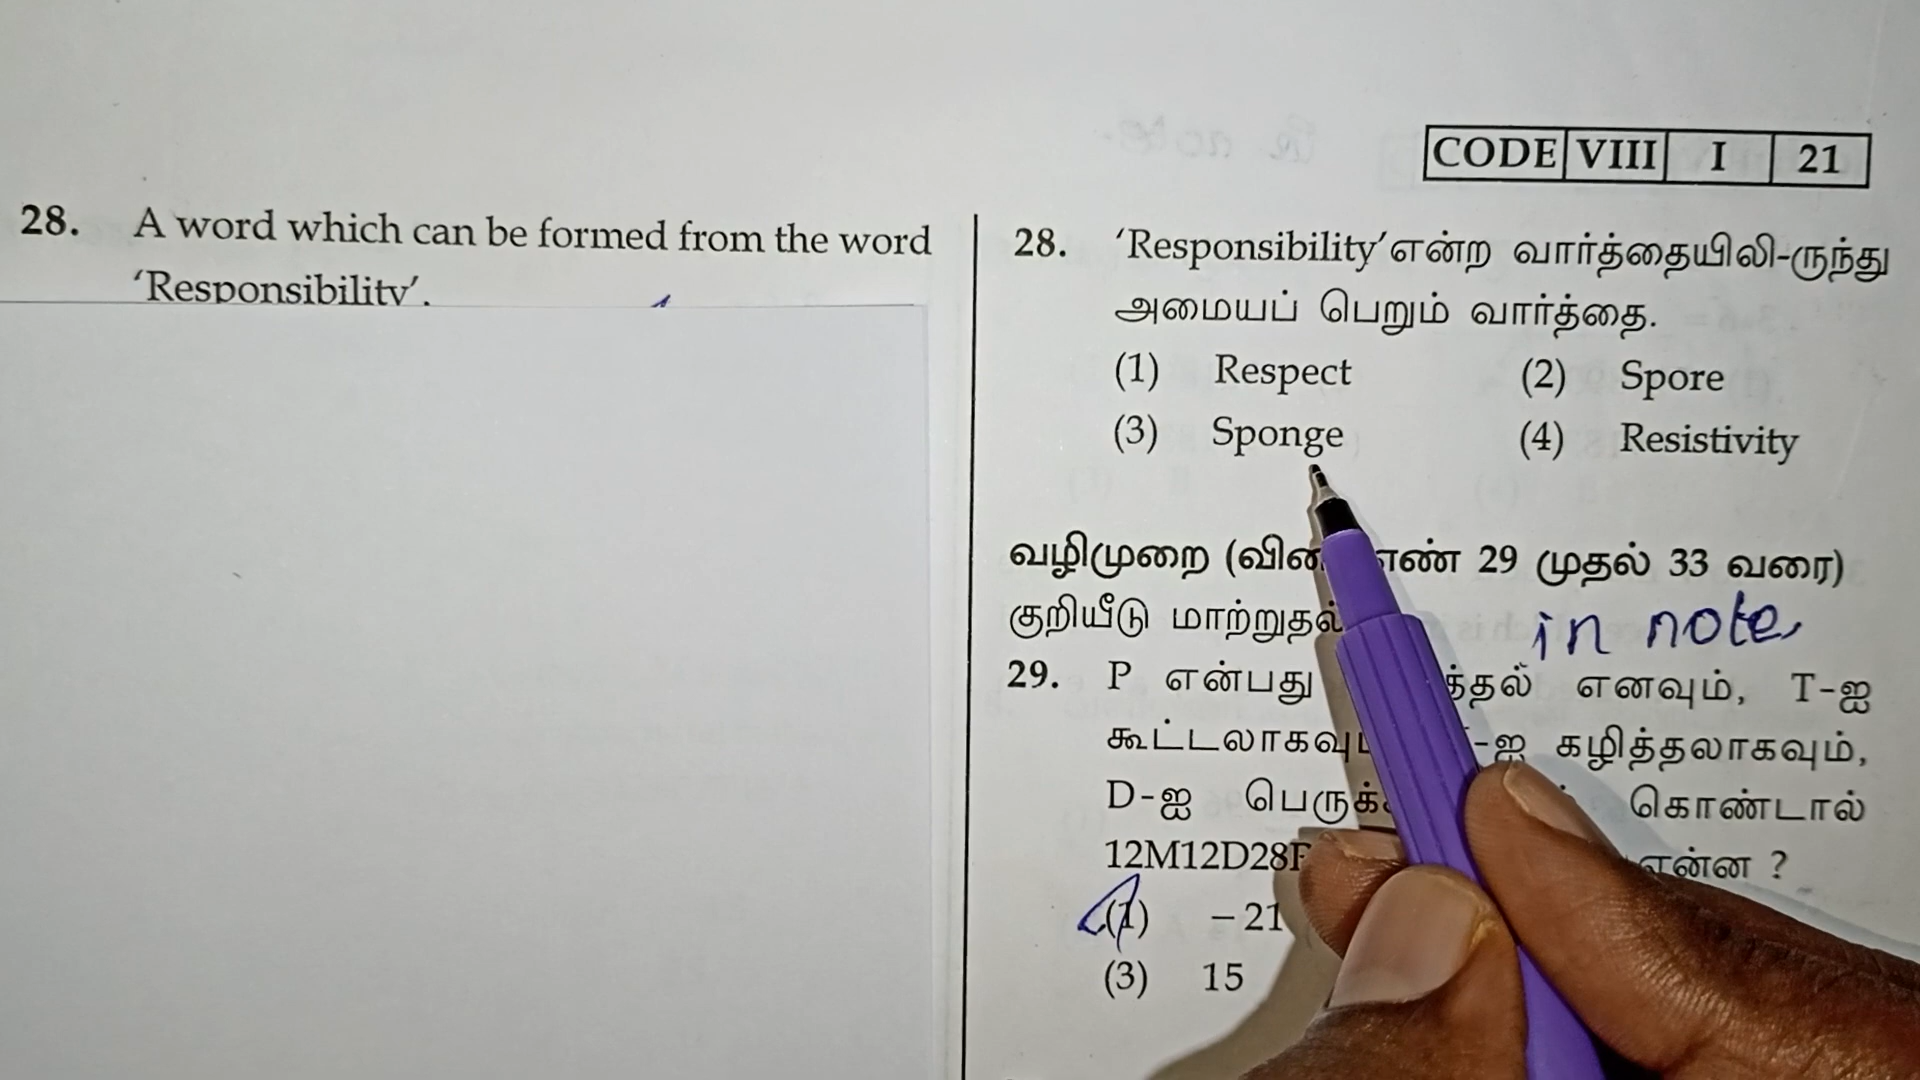 CODE VIII I 21
28. A word which can be formed from the word
'Responsibility'.
28. 'Responsibility' என்ற வார்த்தையிலி-ருந்து
அமையப் பெறும் வார்த்தை.
(1) Respect (2) Spore
(3) Sponge (4) Resistivity
வழிமுறை (வினா எண் 29 முதல் 33 வரை)
குறியீடு மாற்றுதல்
in note
29. P என்பது எனவும், T-ஐ
கூட்டலாகவும் கழித்தலாகவும்,
D-ஐ கொண்டால்
12M12D28 என்ன ?
(1) -21
(3) 15